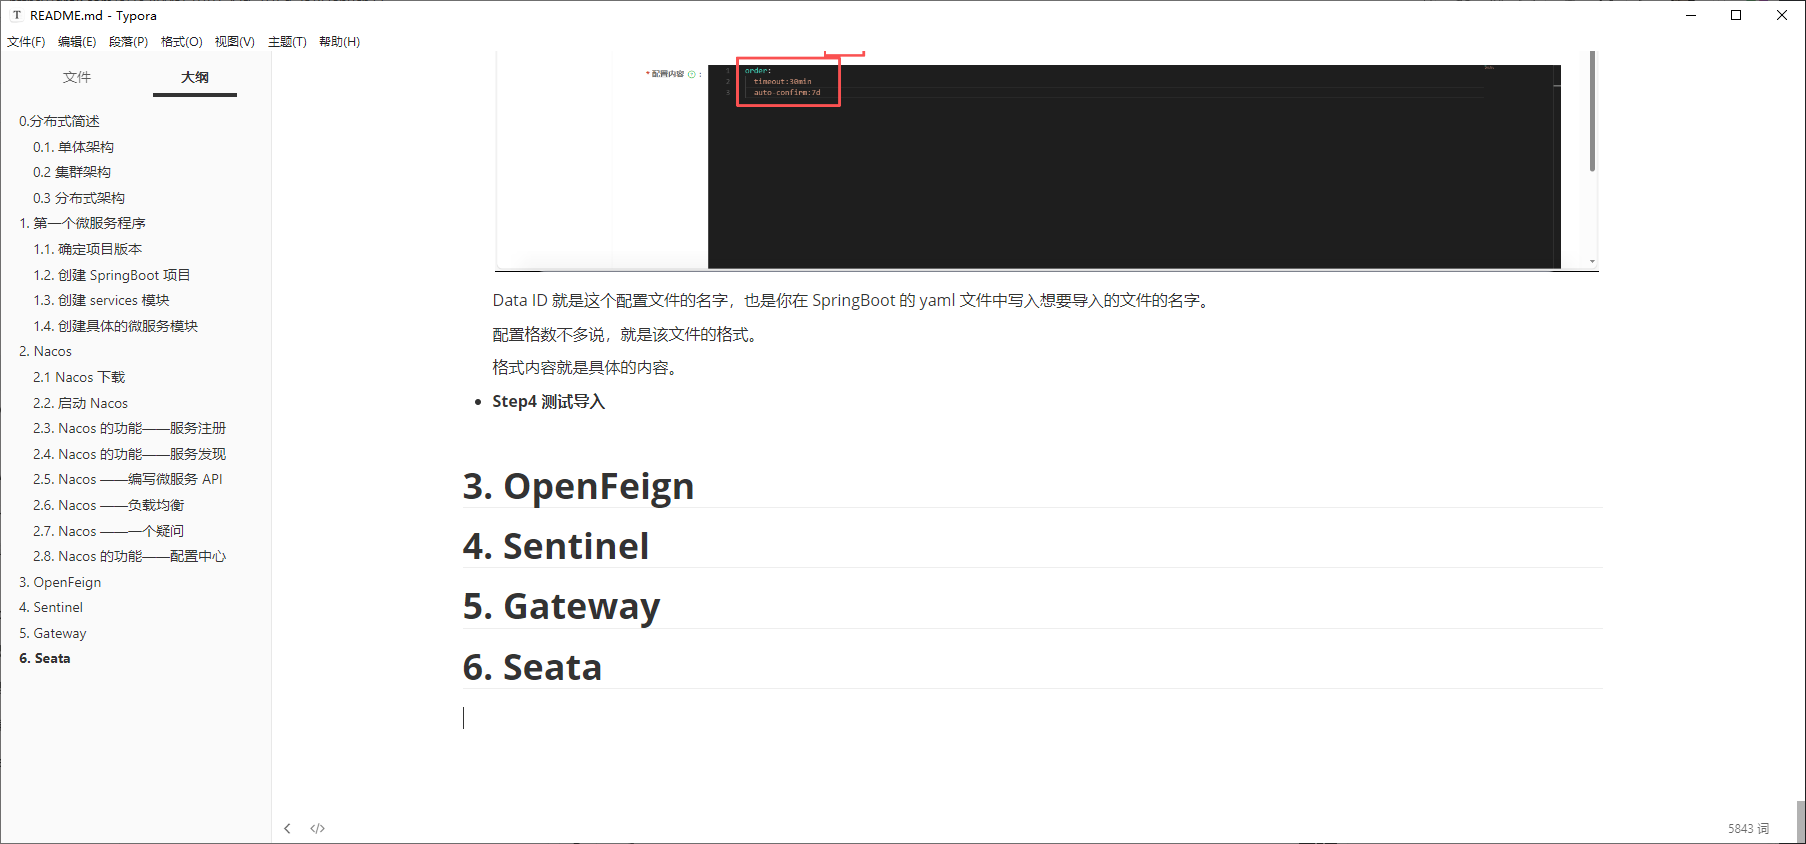 README.md - Typora
文件(F) 编辑(E) 段落(P) 格式(O) 视图(V) 主题(T) 帮助(H)
文件 大纲
0.分布式简述
0.1. 单体架构
0.2 集群架构
0.3 分布式架构
1. 第一个微服务程序
1.1. 确定项目版本
1.2. 创建 SpringBoot 项目
1.3. 创建 services 模块
1.4. 创建具体的微服务模块
2. Nacos
2.1 Nacos 下载
2.2. 启动 Nacos
2.3. Nacos 的功能——服务注册
2.4. Nacos 的功能——服务发现
2.5. Nacos ——编写微服务 API
2.6. Nacos ——负载均衡
2.7. Nacos ——一个疑问
2.8. Nacos 的功能——配置中心
3. OpenFeign
4. Sentinel
5. Gateway
6. Seata
* 配置内容 ? :
1 order:
2 timeout:30min
3 auto-confirm:7d
Data ID 就是这个配置文件的名字，也是你在 SpringBoot 的 yaml 文件中写入想要导入的文件的名字。
配置格数不多说，就是该文件的格式。
格式内容就是具体的内容。
• Step4 测试导入
3. OpenFeign
4. Sentinel
5. Gateway
6. Seata
</> 5843 词